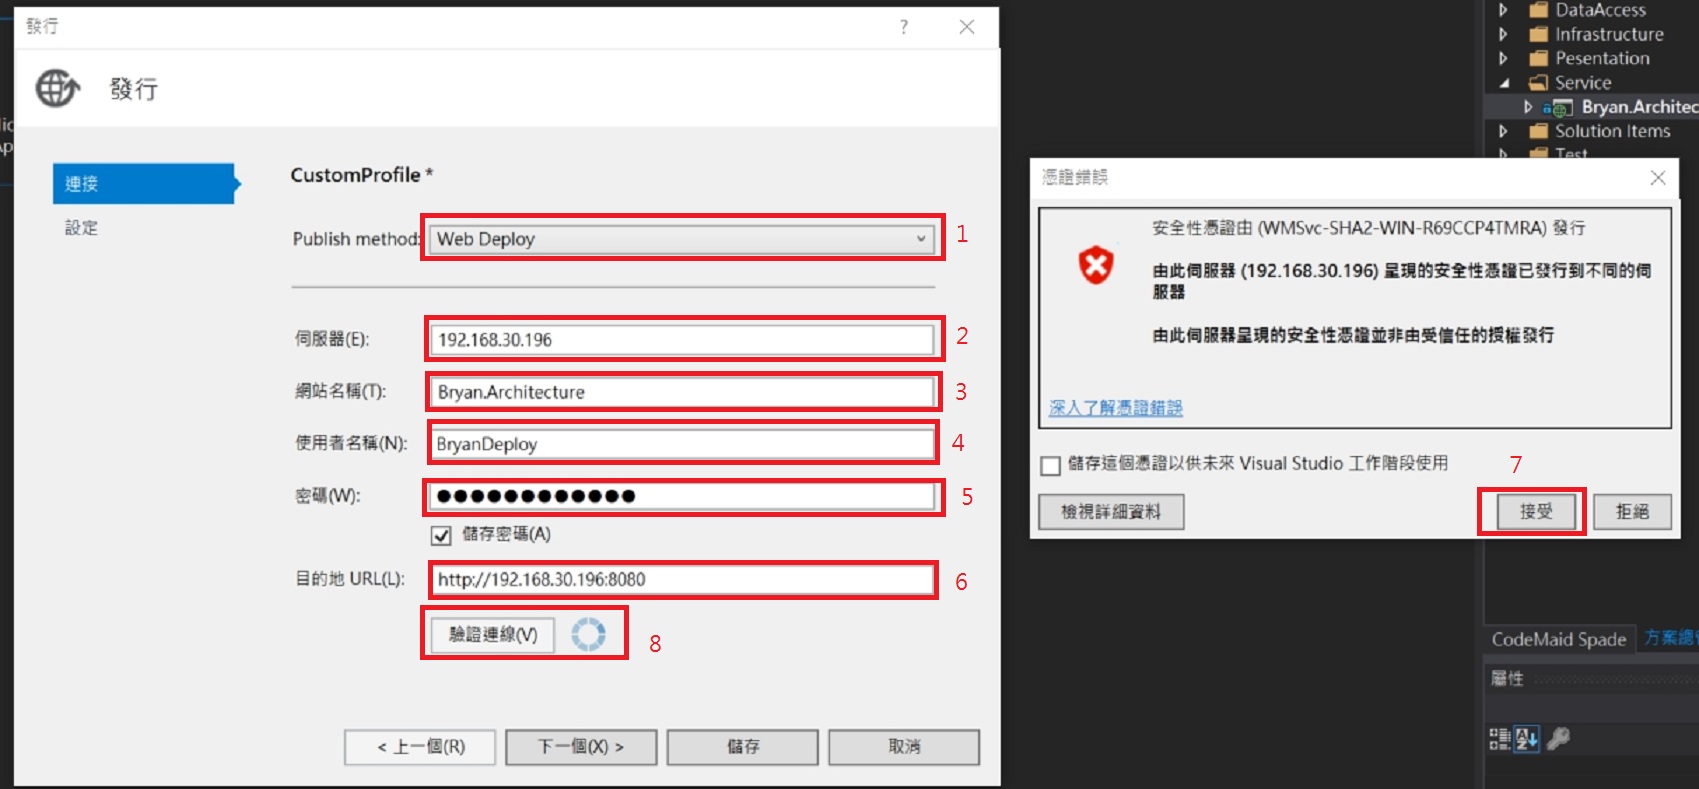 發行
?
發行
連接
設定
CustomProfile *
Publish method:
Web Deploy
1
伺服器(E):
192.168.30.196
2
網站名稱(T):
Bryan.Architecture
3
使用者名稱(N):
BryanDeploy
4
密碼(W):
●●●●●●●●●●●●
5
儲存密碼(A)
目的地 URL(L):
http://192.168.30.196:8080
6
驗證連線(V)
8
< 上一個(R)
下一個(X) >
儲存
取消
DataAccess
Infrastructure
Pesentation
Service
Bryan.Architec
Solution Items
Test
憑證錯誤
安全性憑證由 (WMSvc-SHA2-WIN-R69CCP4TMRA) 發行
由此伺服器 (192.168.30.196) 呈現的安全性憑證已發行到不同的伺
服器
由此伺服器呈現的安全性憑證並非由受信任的授權發行
深入了解憑證錯誤
儲存這個憑證以供未來 Visual Studio 工作階段使用
7
檢視詳細資料
接受
拒絕
CodeMaid Spade
方案總
屬性